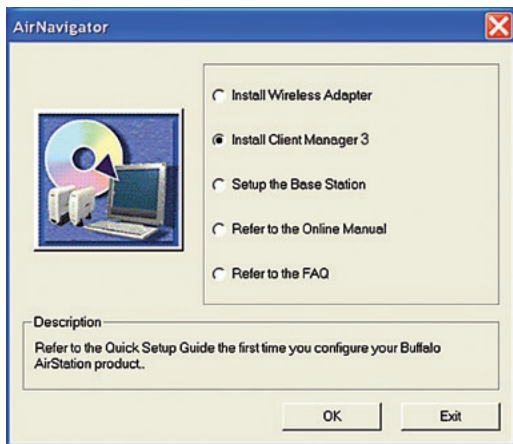 AirNavigator
Install Wireless Adapter
Install Client Manager 3
Setup the Base Station
Refer to the Online Manual
Refer to the FAQ
Description
Refer to the Quick Setup Guide the first time you configure your Buffalo
AirStation product..
OK
Exit